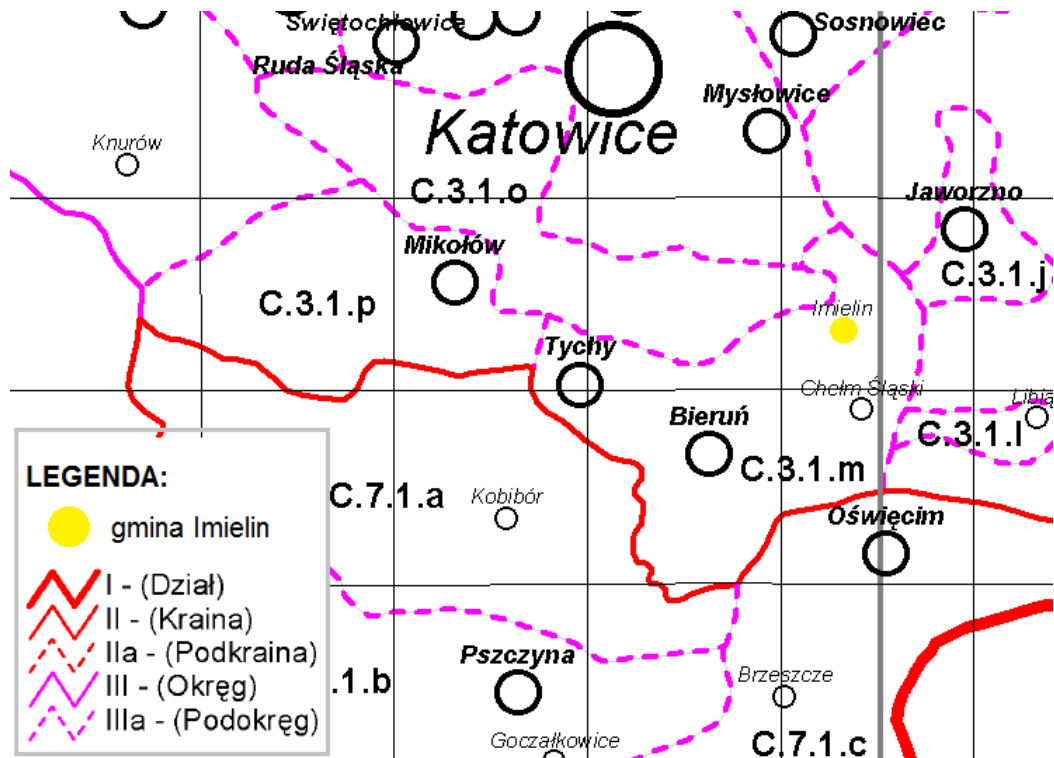 Świętochłowice
Sosnowiec
Ruda Śląska
Mysłowice
Katowice
Knurów
C.3.1.o
Jaworzno
Mikołów
C.3.1.j
C.3.1.p
Imielin
Tychy
Chełm Śląski
Libią
Bieruń
C.3.1.l
C.3.1.m
LEGENDA:
C.7.1.a
Kobibór
Oświęcim
gmina Imielin
I - (Dział)
II - (Kraina)
IIa - (Podkraina)
III - (Okręg)
IIIa - (Podokręg)
Pszczyna
.1.b
Brzeszcze
Goczałkowice
C.7.1.c